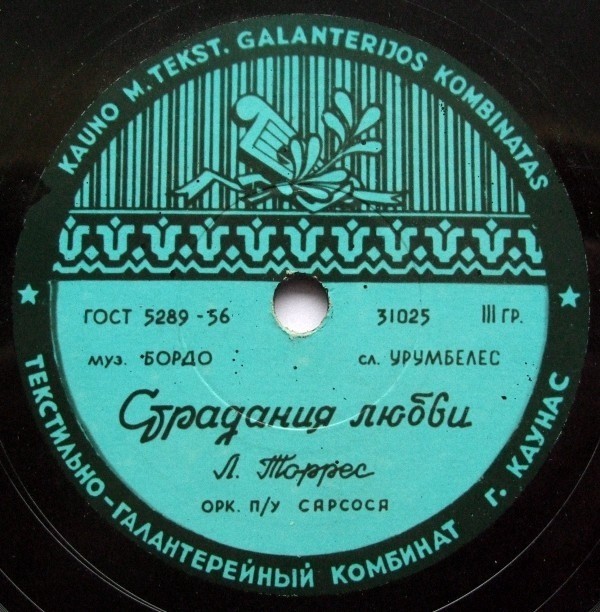 KAUNO M. TEKST. GALANTERIJOS KOMBINATAS
ГОСТ 5289-56 31025 III ГР.
муз. БОРДО сл. УРУМБЕЛЕС
Страдания любви
Л. Торрес
ОРК. П/У САРСОСЯ
ТЕКСТИЛЬНО-ГАЛАНТЕРЕЙНЫЙ КОМБИНАТ Г. КАУНАС